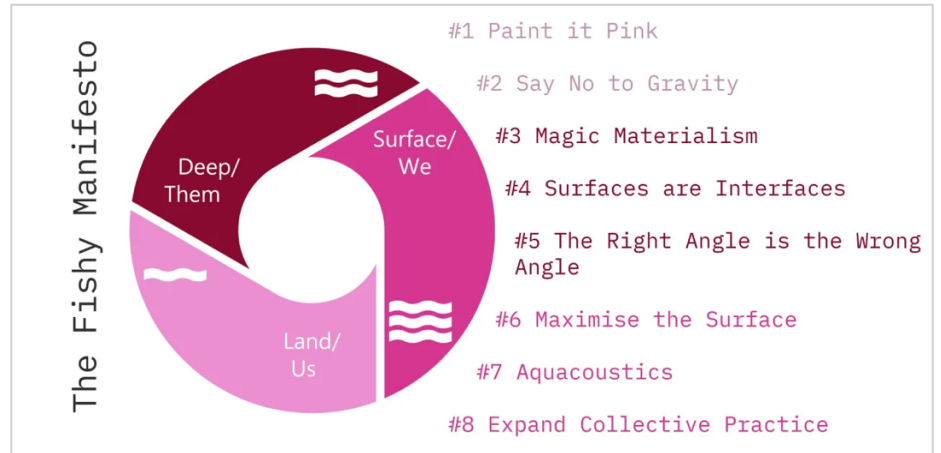 The Fishy Manifesto
Deep/
Them
Surface/
We
Land/
Us
#1 Paint it Pink
#2 Say No to Gravity
#3 Magic Materialism
#4 Surfaces are Interfaces
#5 The Right Angle is the Wrong
Angle
#6 Maximise the Surface
#7 Aquacoustics
#8 Expand Collective Practice